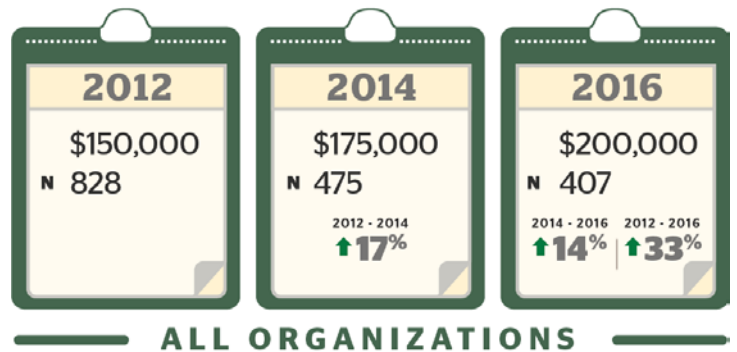 2012
$150,000
N 828
2014
$175,000
N 475
2012 - 2014
17%
2016
$200,000
N 407
2014 - 2016
14%
2012 - 2016
33%
ALL ORGANIZATIONS